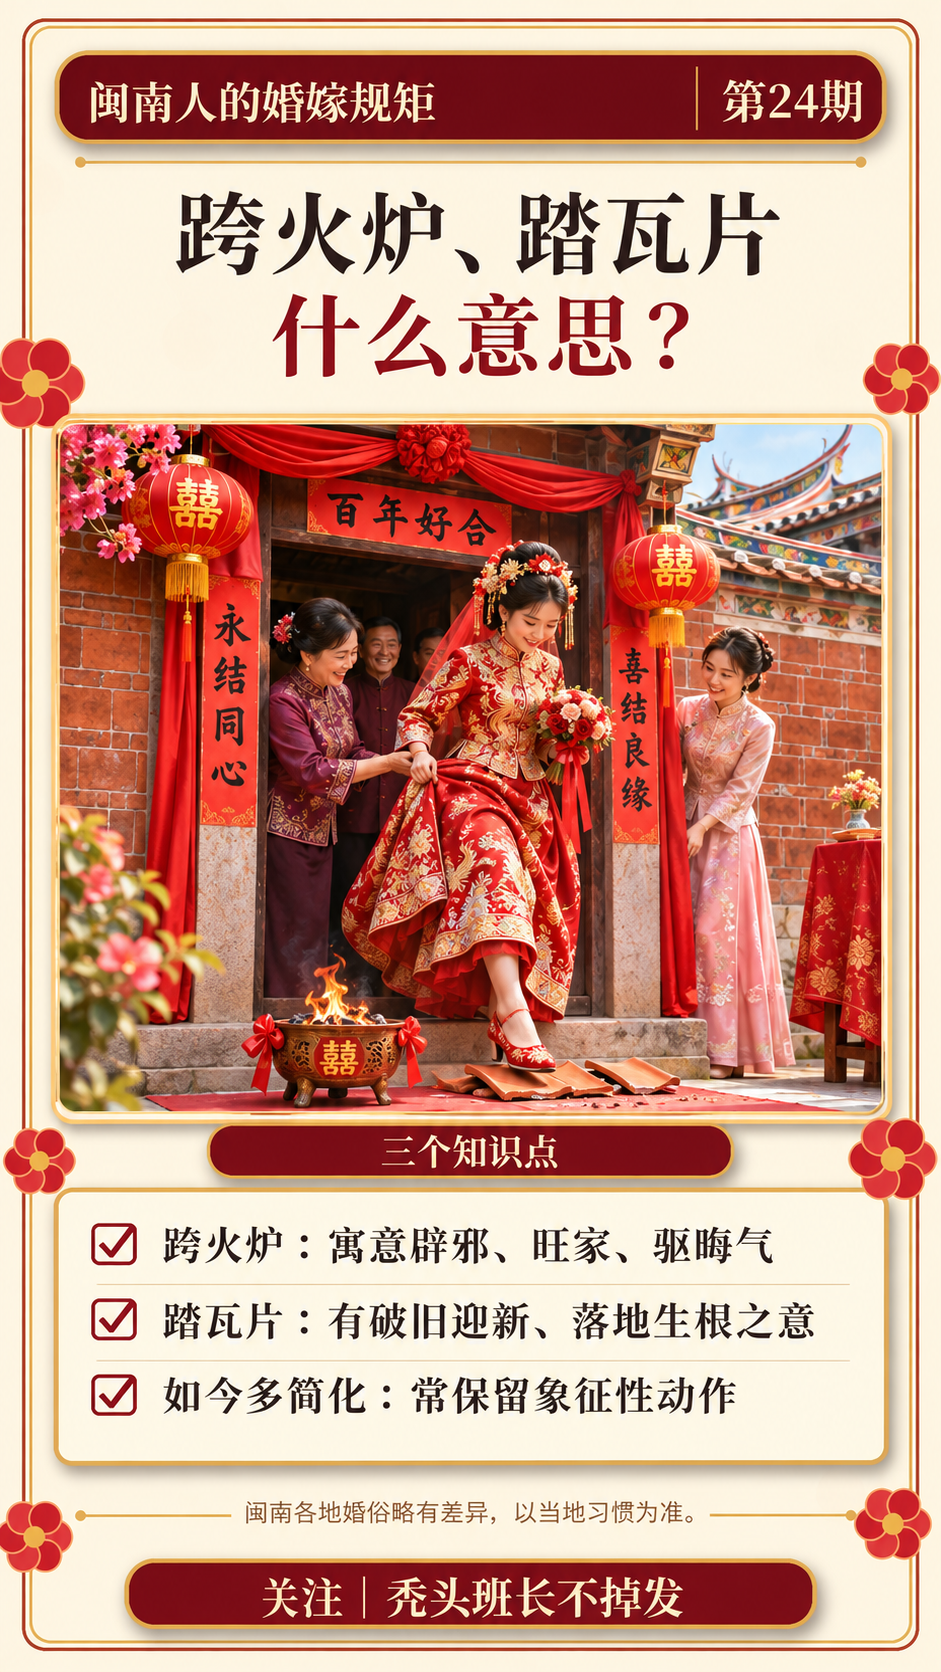 闽南人的婚嫁规矩
第24期
跨火炉、踏瓦片
什么意思？
百年好合
囍
囍
永结同心
喜结良缘
囍
三个知识点
跨火炉：寓意辟邪、旺家、驱晦气
踏瓦片：有破旧迎新、落地生根之意
如今多简化：常保留象征性动作
闽南各地婚俗略有差异，以当地习惯为准。
关注｜秃头班长不掉发